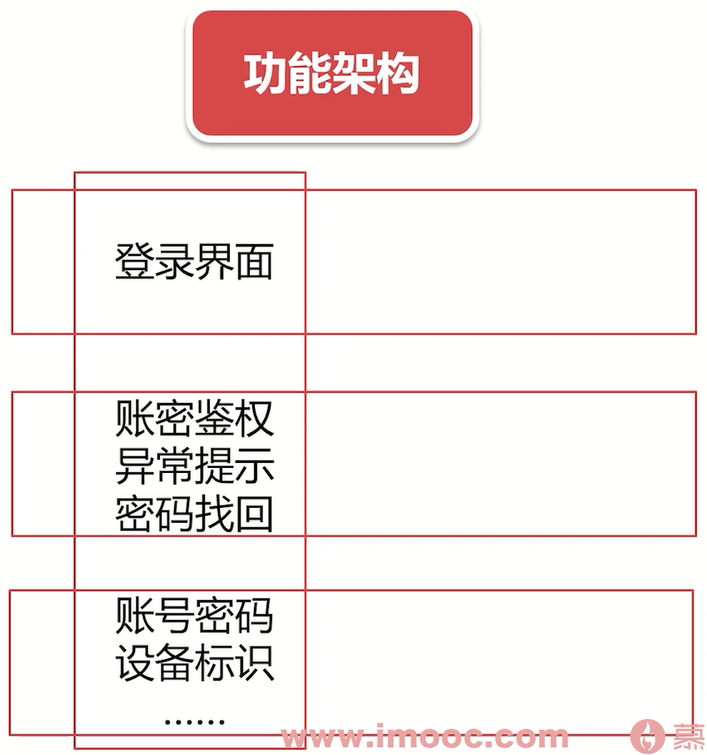 功能架构
登录界面
账密鉴权
异常提示
密码找回
账号密码
设备标识
......
www.imooc.com
慕